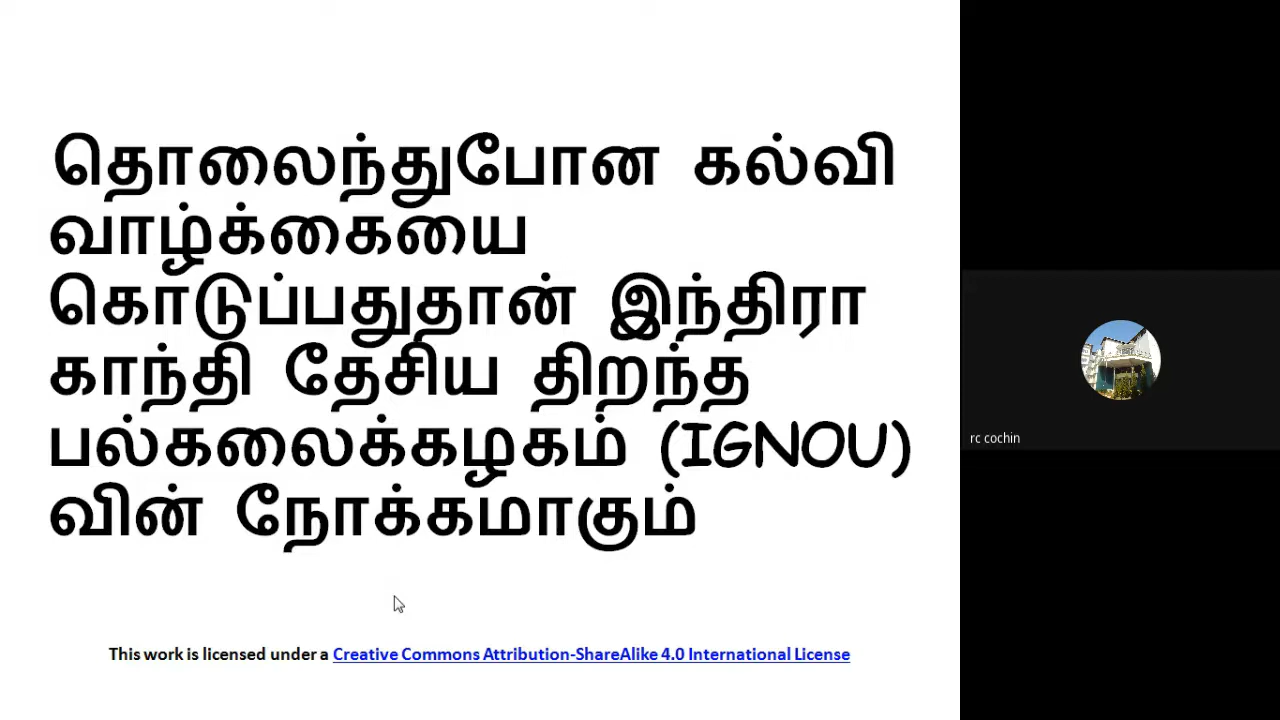 தொலைந்துபோன கல்வி
வாழ்க்கையை
கொடுப்பதுதான் இந்திரா
காந்தி தேசிய திறந்த
பல்கலைக்கழகம் (IGNOU)
வின் நோக்கமாகும்
rc cochin
This work is licensed under a Creative Commons Attribution-ShareAlike 4.0 International License